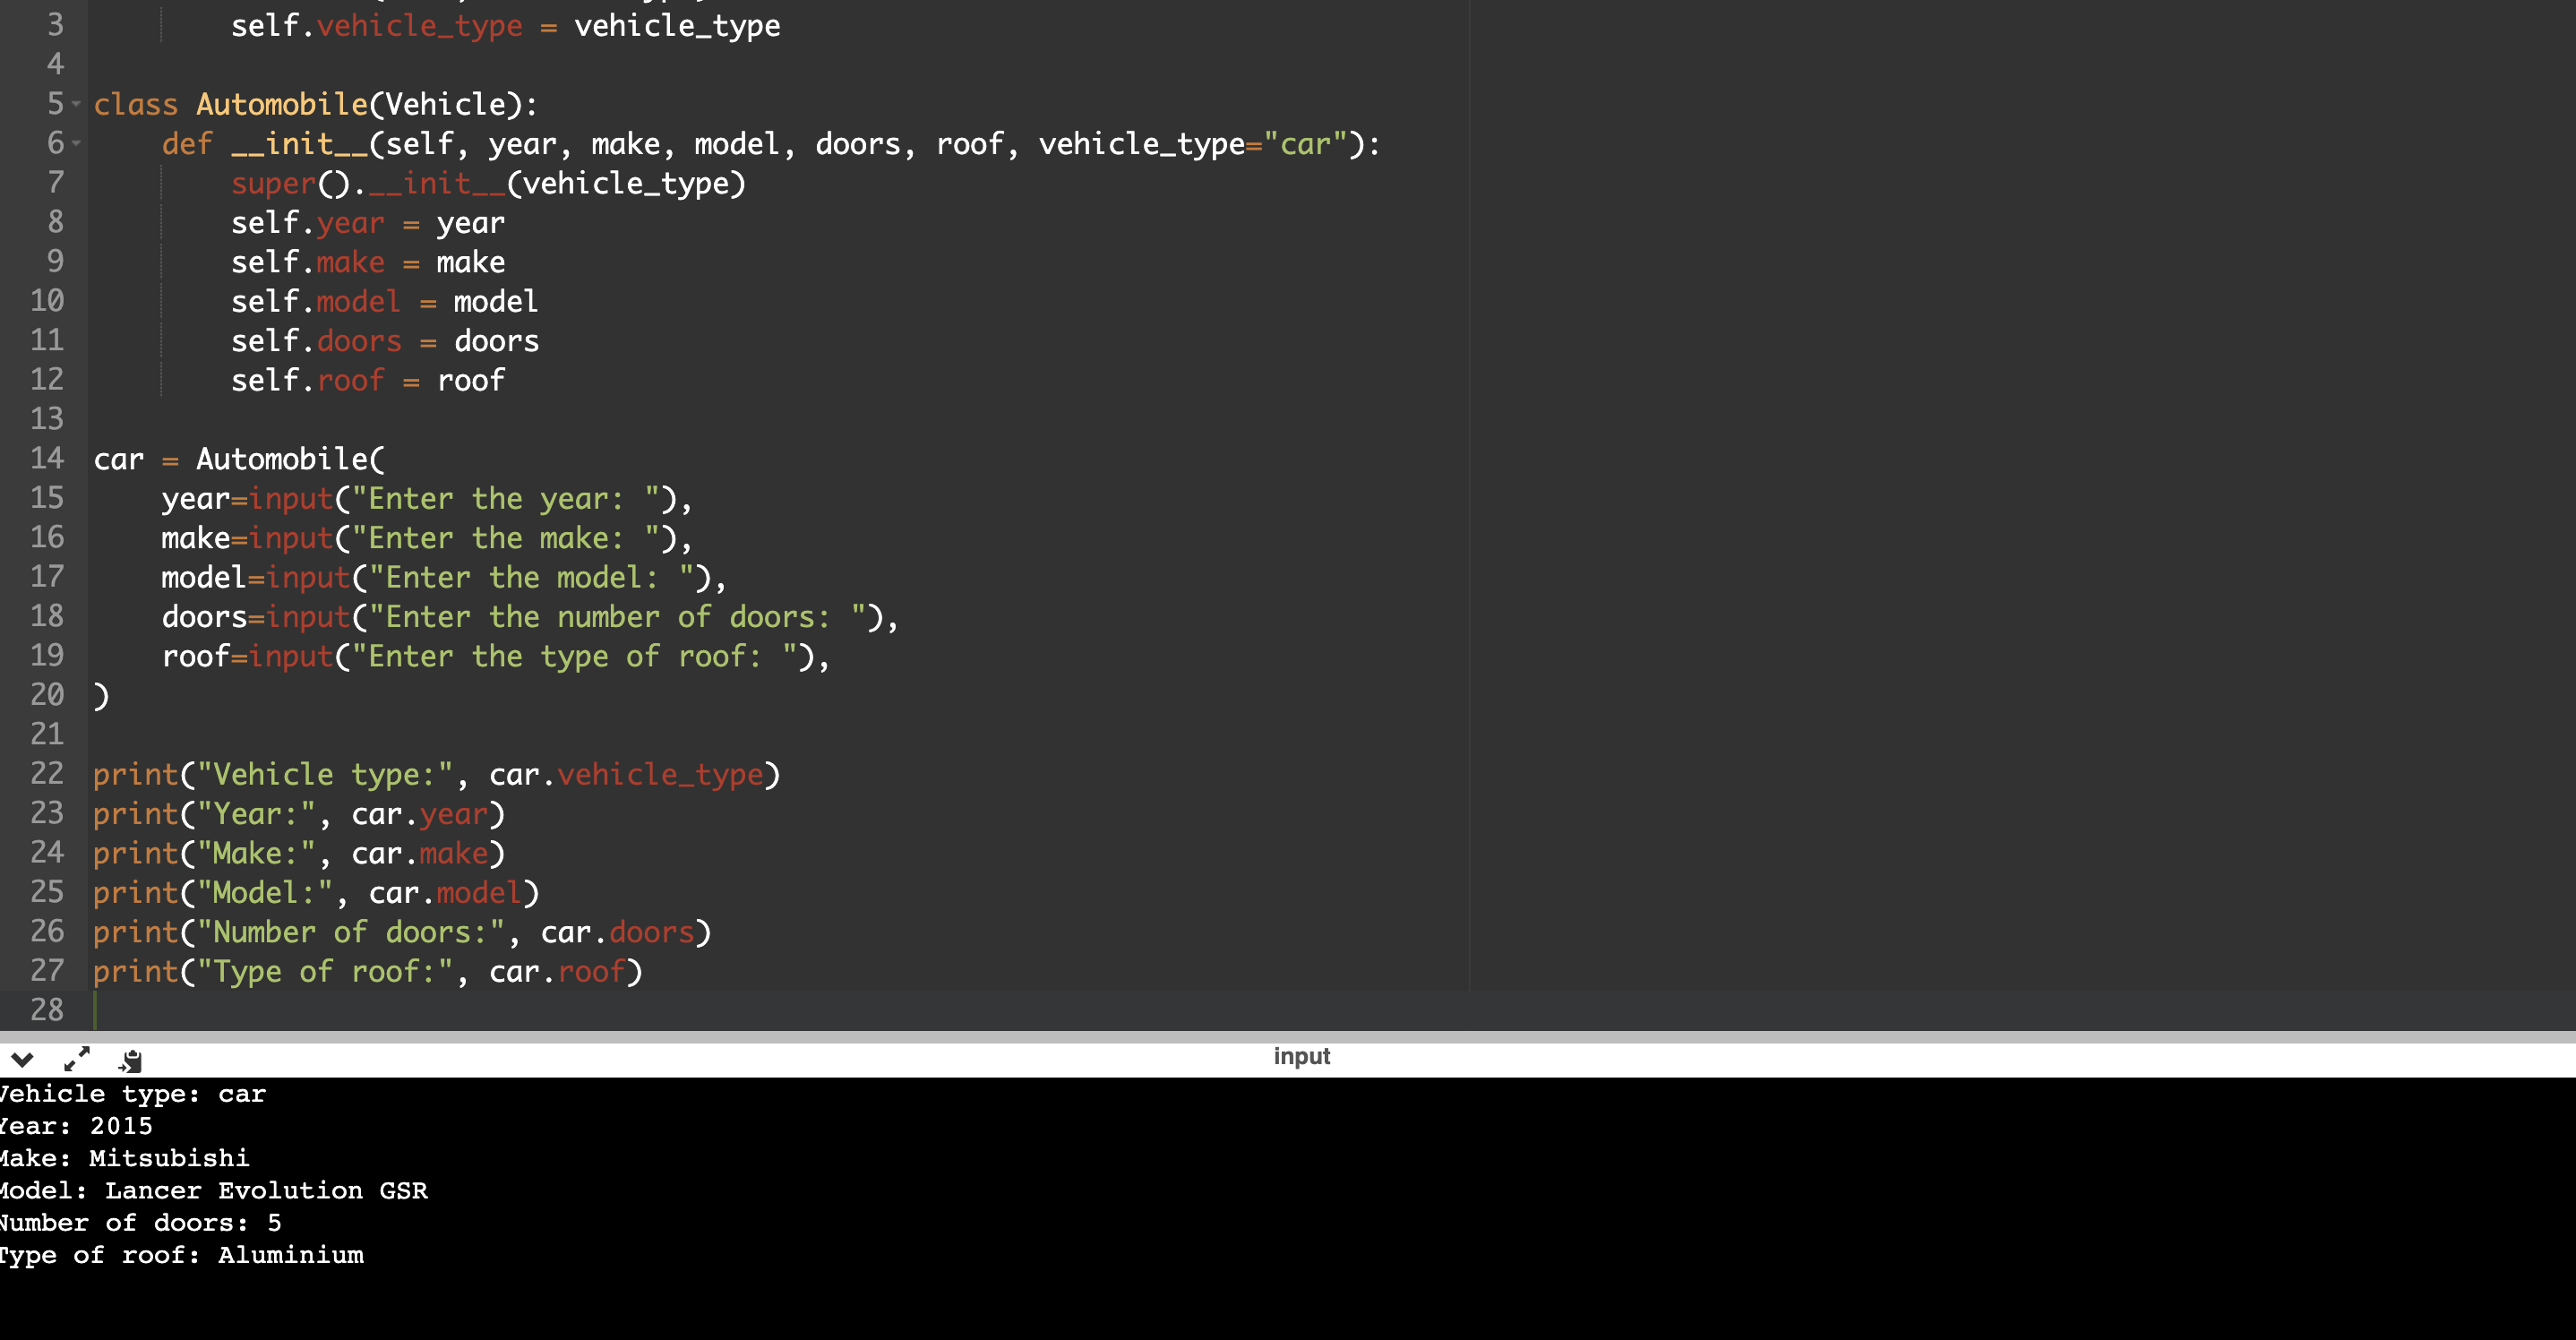 3         self.vehicle_type = vehicle_type
4
5 class Automobile(Vehicle):
6     def __init__(self, year, make, model, doors, roof, vehicle_type="car"):
7         super().__init__(vehicle_type)
8         self.year = year
9         self.make = make
10         self.model = model
11         self.doors = doors
12         self.roof = roof
13
14 car = Automobile(
15     year=input("Enter the year: "),
16     make=input("Enter the make: "),
17     model=input("Enter the model: "),
18     doors=input("Enter the number of doors: "),
19     roof=input("Enter the type of roof: "),
20 )
21
22 print("Vehicle type:", car.vehicle_type)
23 print("Year:", car.year)
24 print("Make:", car.make)
25 print("Model:", car.model)
26 print("Number of doors:", car.doors)
27 print("Type of roof:", car.roof)
28
input
Vehicle type: car
Year: 2015
Make: Mitsubishi
Model: Lancer Evolution GSR
Number of doors: 5
Type of roof: Aluminium